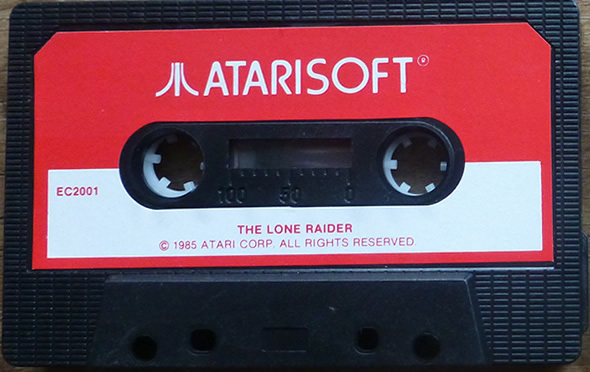 ATARISOFT®
EC2001
100 50 0
THE LONE RAIDER
© 1985 ATARI CORP. ALL RIGHTS RESERVED.